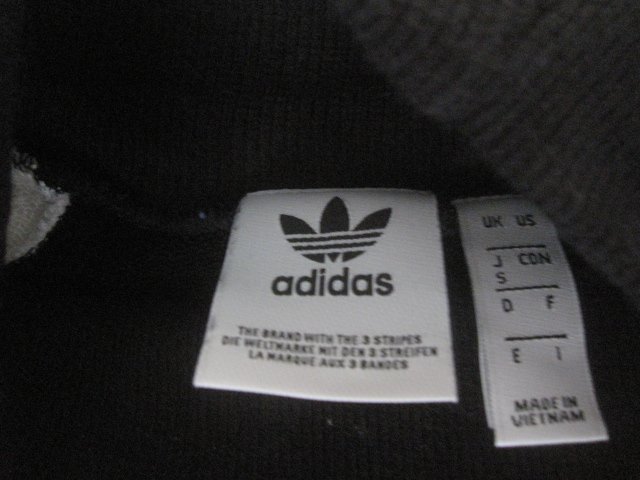 adidas
THE BRAND WITH THE 3 STRIPES
DIE WELTMARKE MIT DEN 3 STREIFEN
LA MARQUE AUX 3 BANDES
UK US
J CDN
S
D F
E I
MADE IN
VIETNAM